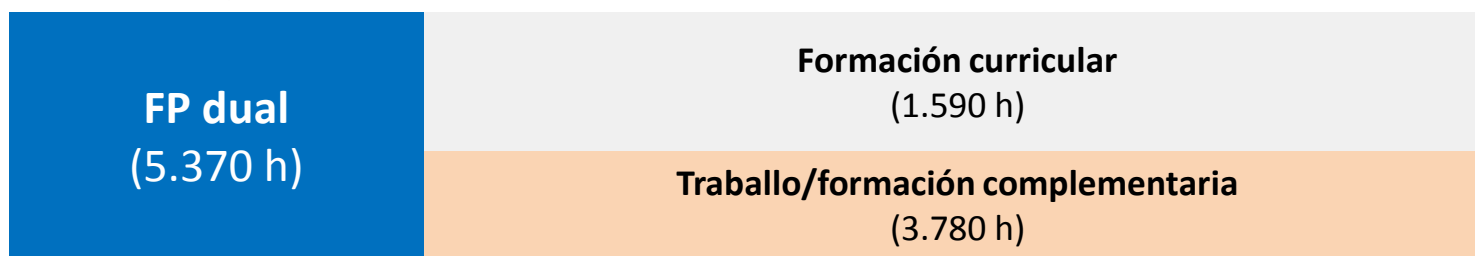 FP dual
(5.370 h)
Formación curricular
(1.590 h)
Traballo/formación complementaria
(3.780 h)